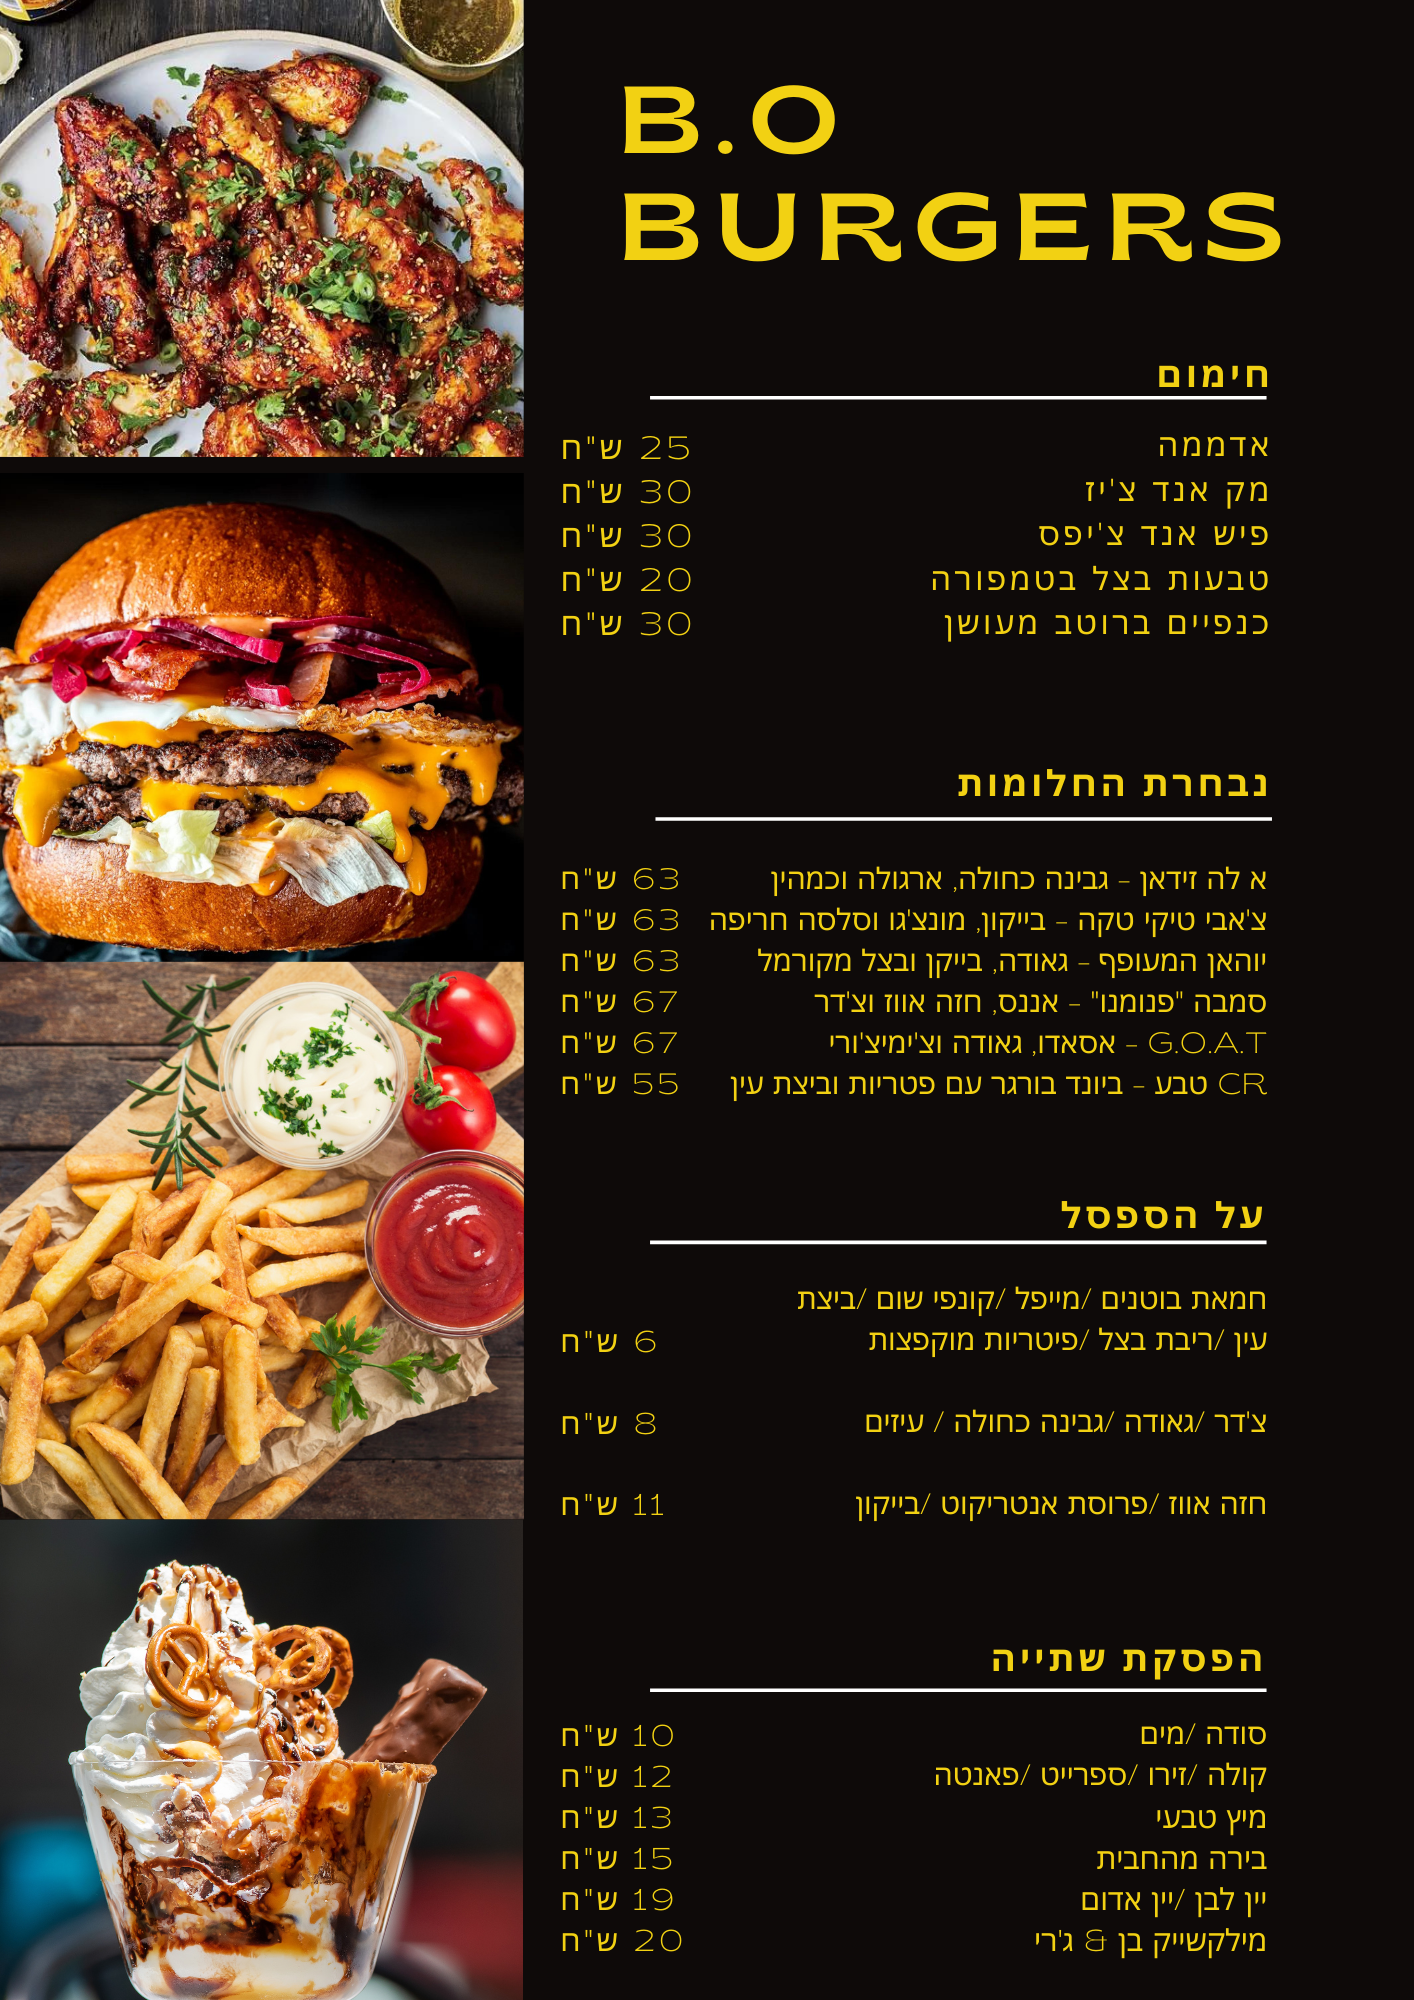 B.O
BURGERS
חימום
אדממה 25 ש"ח
מק אנד צ'יז 30 ש"ח
פיש אנד צ'יפס 30 ש"ח
טבעות בצל בטמפורה 20 ש"ח
כנפיים ברוטב מעושן 30 ש"ח
נבחרת החלומות
א לה זידאן - גבינה כחולה, ארגולה וכמהין 63 ש"ח
צ'אבי טיקי טקה - בייקון, מונצ'גו וסלסה חריפה 63 ש"ח
יוהאן המעופף - גאודה, בייקן ובצל מקורמל 63 ש"ח
סמבה "פנומנו" - אננס, חזה אווז וצ'דר 67 ש"ח
G.O.A.T - אסאדו, גאודה וצ'ימיצ'ורי 67 ש"ח
CR טבע - ביונד בורגר עם פטריות וביצת עין 55 ש"ח
על הספסל
חמאת בוטנים /מייפל /קונפי שום /ביצת
עין /ריבת בצל /פיטריות מוקפצות 6 ש"ח
צ'דר /גאודה /גבינה כחולה / עיזים 8 ש"ח
חזה אווז /פרוסת אנטריקוט /בייקון 11 ש"ח
הפסקת שתייה
סודה /מים 10 ש"ח
קולה /זירו /ספרייט /פאנטה 12 ש"ח
מיץ טבעי 13 ש"ח
בירה מהחבית 15 ש"ח
יין לבן /יין אדום 19 ש"ח
מילקשייק בן & ג'רי 20 ש"ח